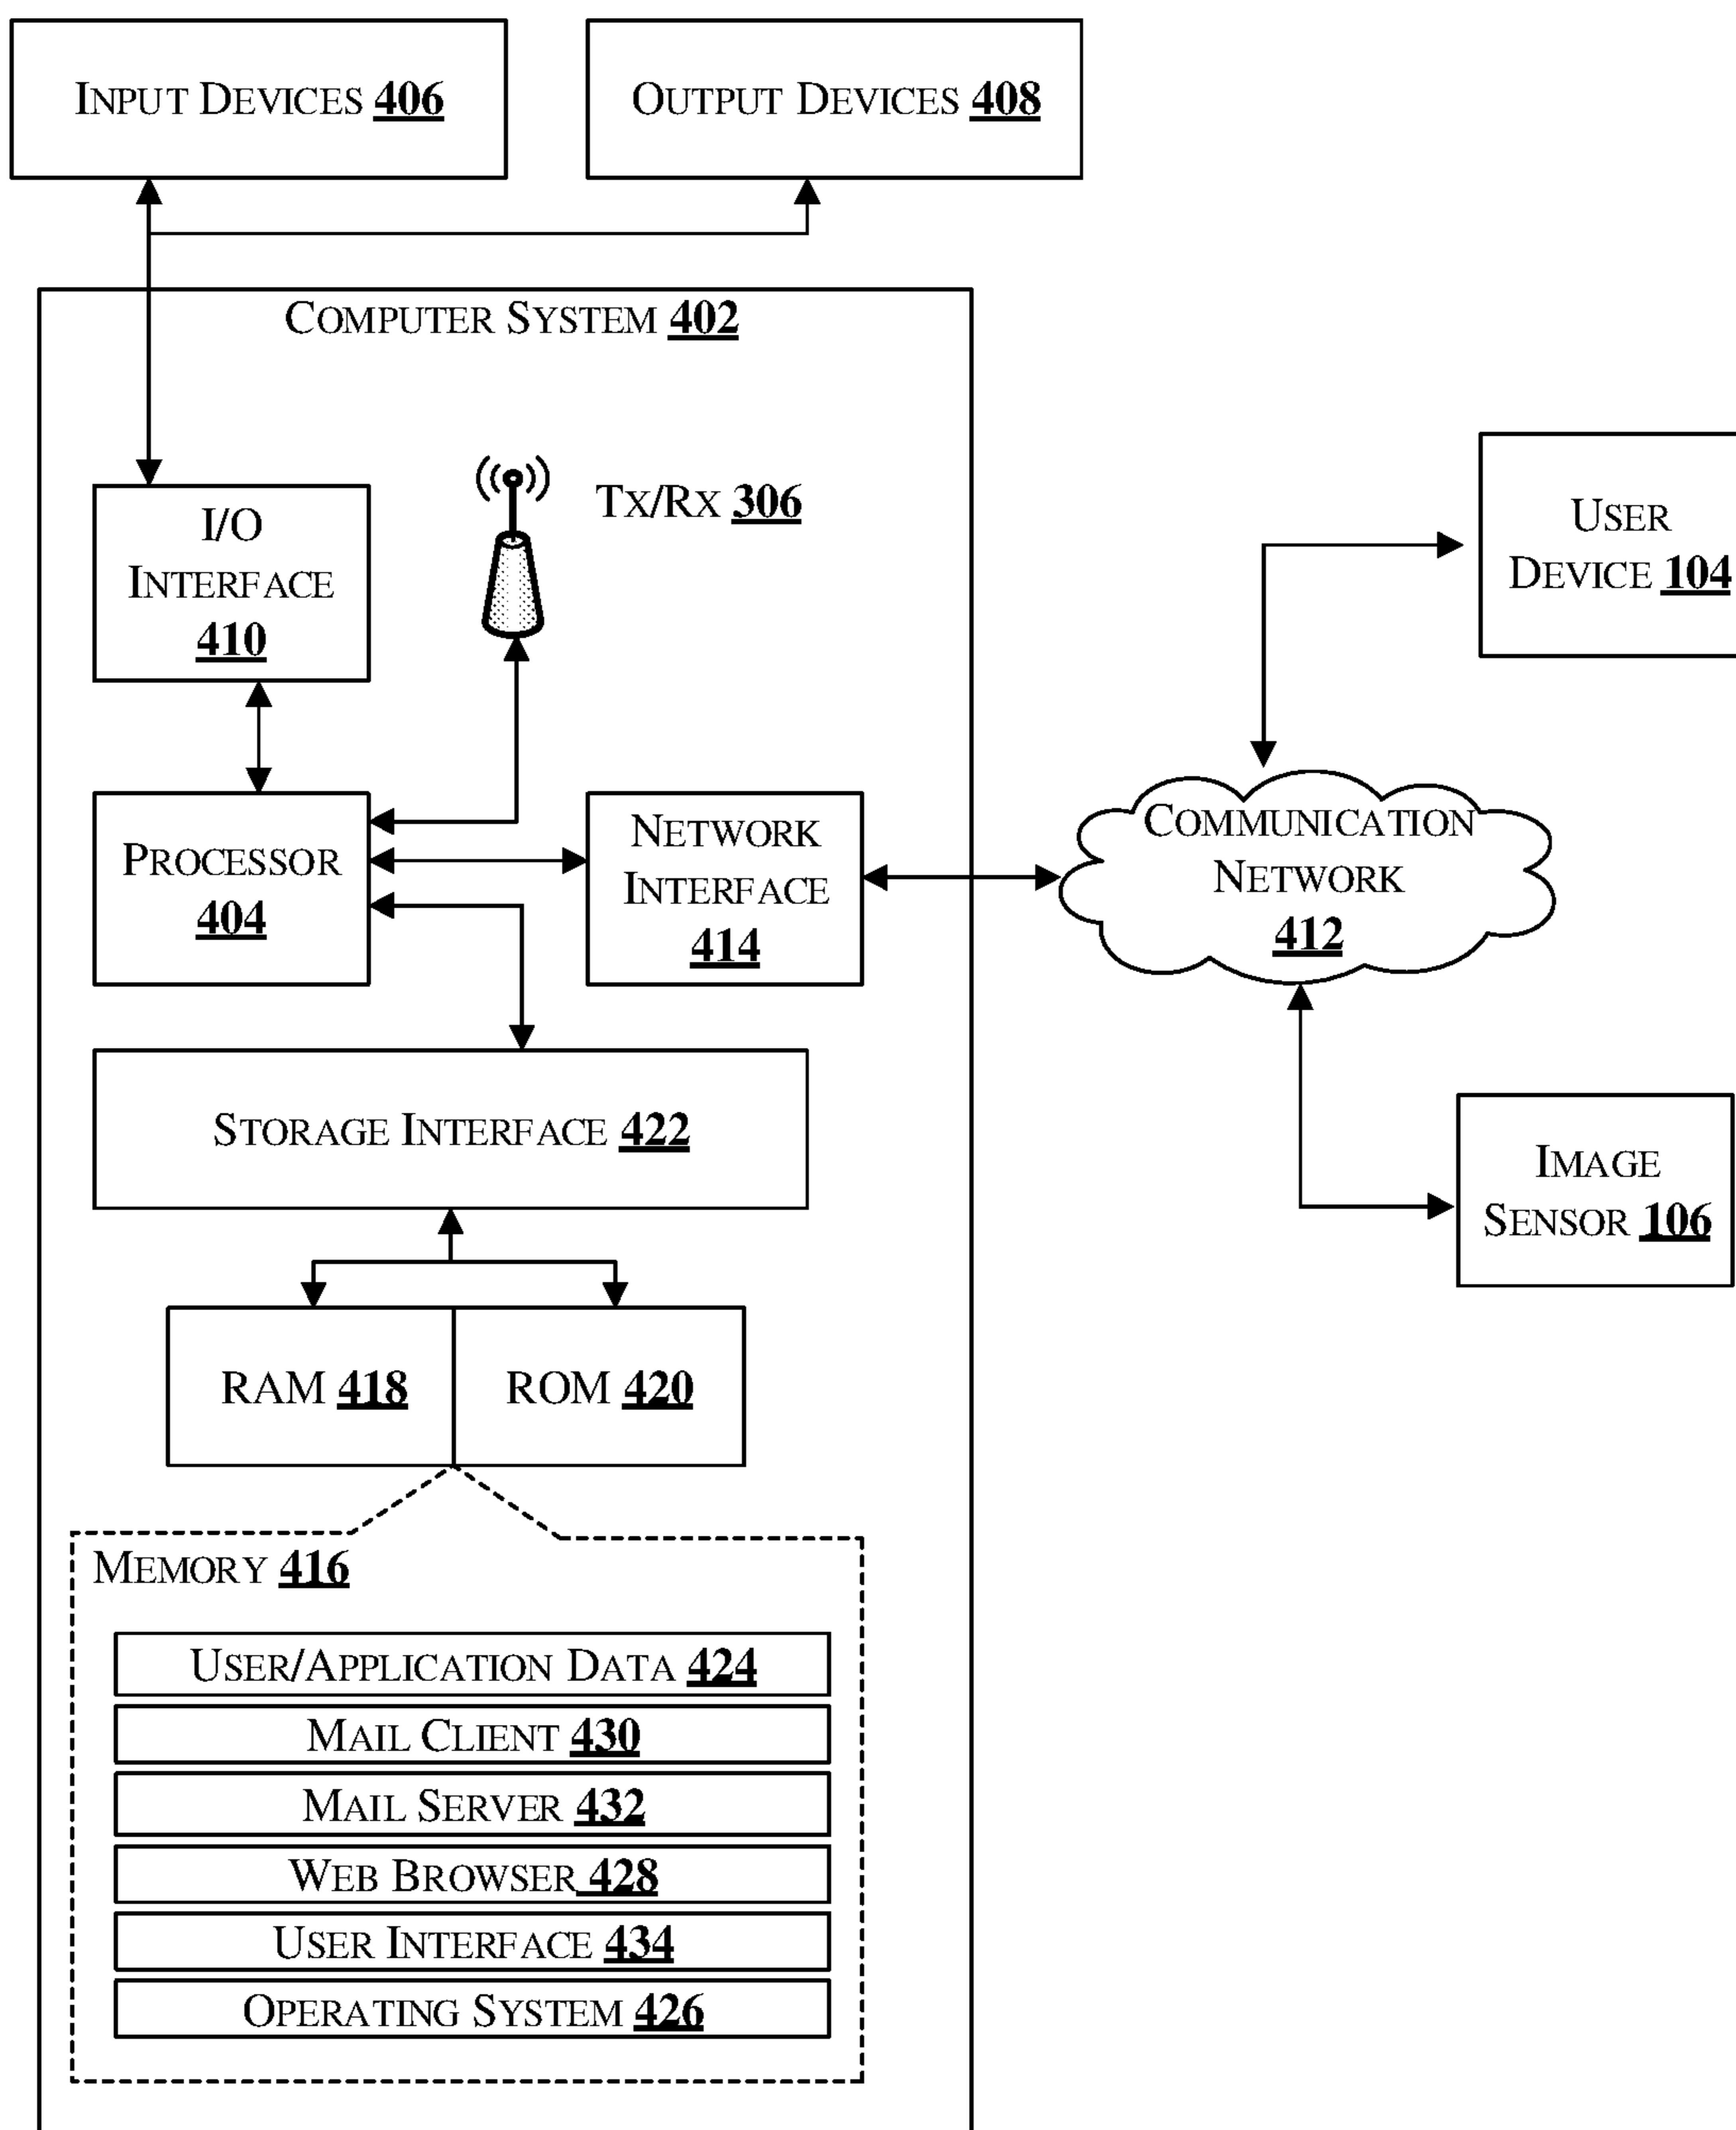 INPUT DEVICES 406
OUTPUT DEVICES 408
COMPUTER SYSTEM 402
I/O
INTERFACE
410
TX/RX 306
USER
DEVICE 104
PROCESSOR
404
NETWORK
INTERFACE
414
COMMUNICATION
NETWORK
412
STORAGE INTERFACE 422
IMAGE
SENSOR 106
RAM 418
ROM 420
MEMORY 416
USER/APPLICATION DATA 424
MAIL CLIENT 430
MAIL SERVER 432
WEB BROWSER 428
USER INTERFACE 434
OPERATING SYSTEM 426